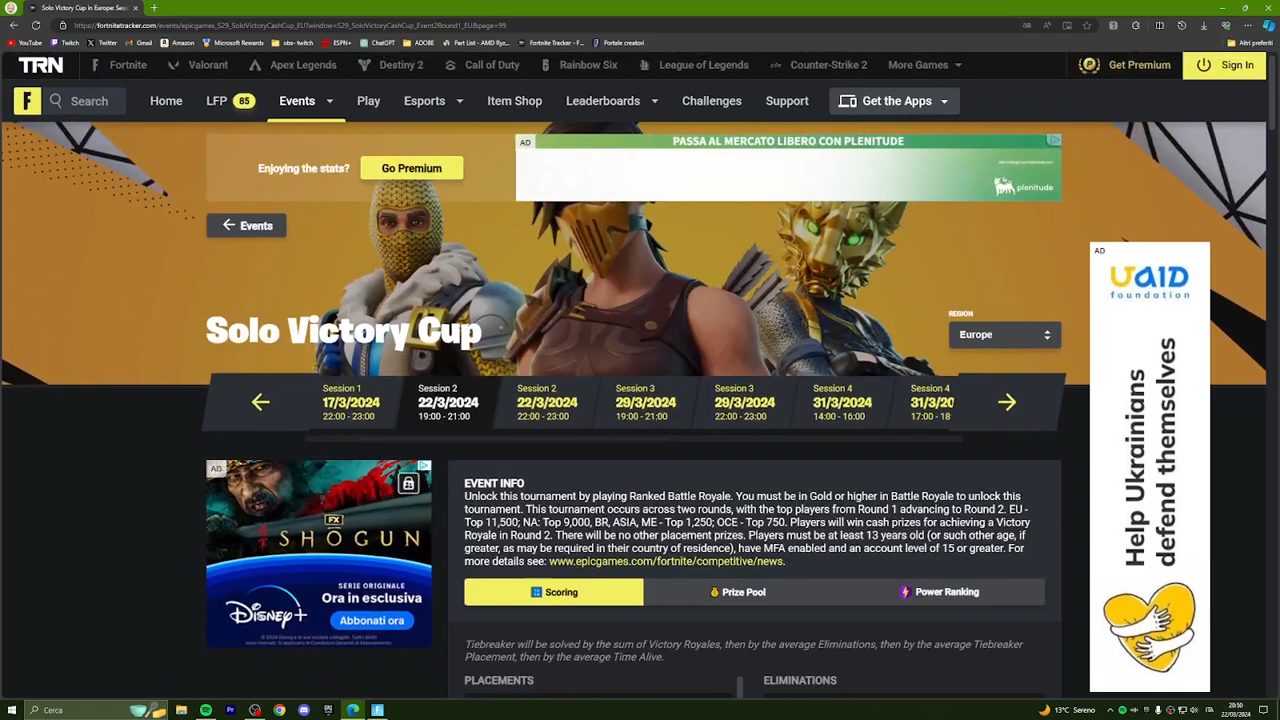 Solo Victory Cup in Europe: Sess
https://fortnitetracker.com/events/epicgames_S29_SoloVictoryCashCup_EU?window=S29_SoloVictoryCashCup_Event2Round1_EU&page=99
YouTube Twitch Twitter Gmail Amazon Microsoft Rewards obs- twitch ESPN+ ChatGPT ADOBE Part List - AMD Ryz... Fortnite Tracker - F... Portale creatori Altri preferiti
TRN Fortnite Valorant Apex Legends Destiny 2 Call of Duty Rainbow Six League of Legends Counter-Strike 2 More Games Get Premium Sign In
F Search Home LFP 85 Events Play Esports Item Shop Leaderboards Challenges Support Get the Apps
AD PASSA AL MERCATO LIBERO CON PLENITUDE
Enjoying the stats? Go Premium
plenitude
Events
AD
UAID
foundation
Help Ukrainians
defend themselves
REGION
Solo Victory Cup
Europe
Session 1 Session 2 Session 2 Session 3 Session 3 Session 4 Session 4
17/3/2024 22/3/2024 22/3/2024 29/3/2024 29/3/2024 31/3/2024 31/3/20
22:00 - 23:00 19:00 - 21:00 22:00 - 23:00 19:00 - 21:00 22:00 - 23:00 14:00 - 16:00 17:00 - 18
AD
FX
SHŌGUN
SERIE ORIGINALE
Ora in esclusiva
Disney+
Abbonati ora
EVENT INFO
Unlock this tournament by playing Ranked Battle Royale. You must be in Gold or higher in Battle Royale to unlock this
tournament. This tournament occurs across two rounds, with the top players from Round 1 advancing to Round 2. EU -
Top 11,500; NA: Top 9,000, BR, ASIA, ME - Top 1,250; OCE - Top 750. Players will win cash prizes for achieving a Victory
Royale in Round 2. There will be no other placement prizes. Players must be at least 13 years old (or such other age, if
greater, as may be required in their country of residence), have MFA enabled and an account level of 15 or greater. For
more details see: www.epicgames.com/fortnite/competitive/news.
Scoring Prize Pool Power Ranking
Tiebreaker will be solved by the sum of Victory Royales, then by the average Eliminations, then by the average Tiebreaker
Placement, then by the average Time Alive.
PLACEMENTS ELIMINATIONS
Cerca
13°C Sereno
ITA
20:50
22/03/2024